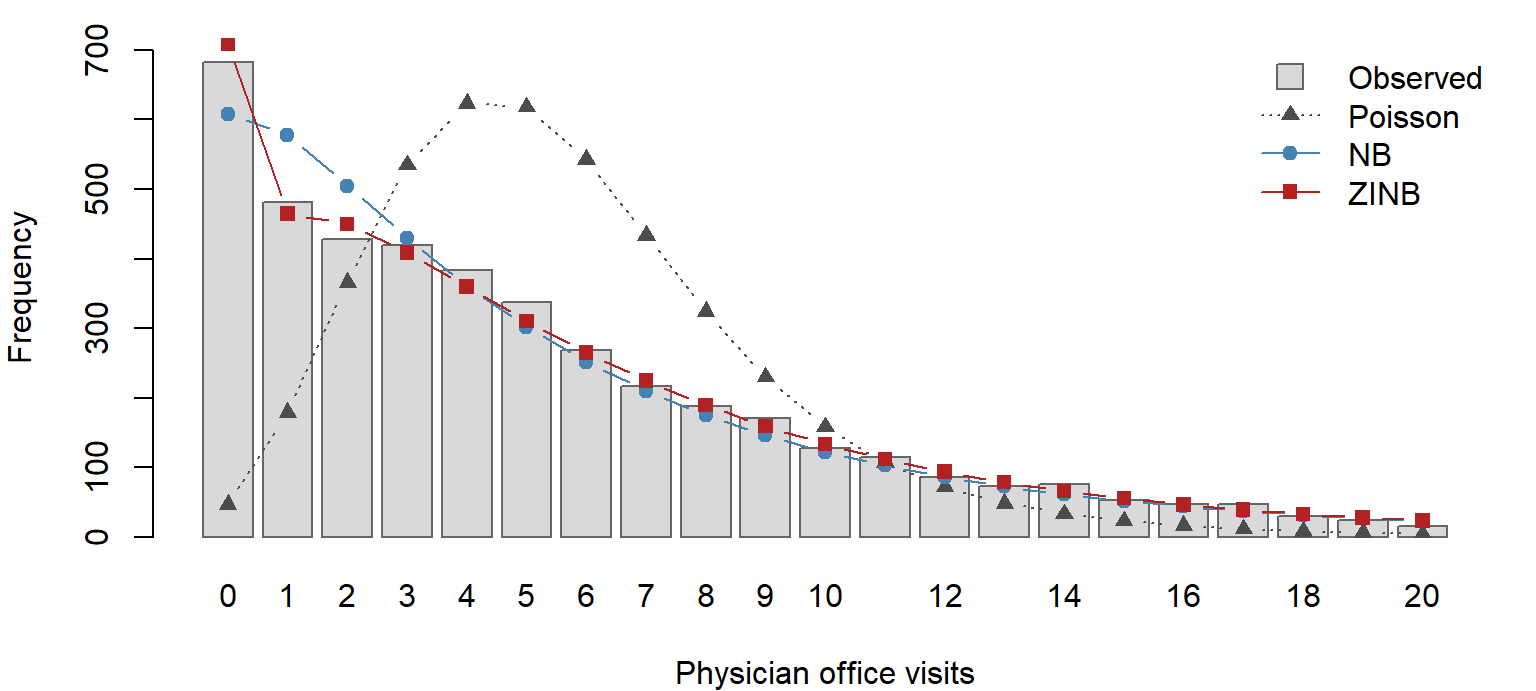 700
500
300
100
0
Frequency
Observed
Poisson
NB
ZINB
0 1 2 3 4 5 6 7 8 9 10 12 14 16 18 20
Physician office visits